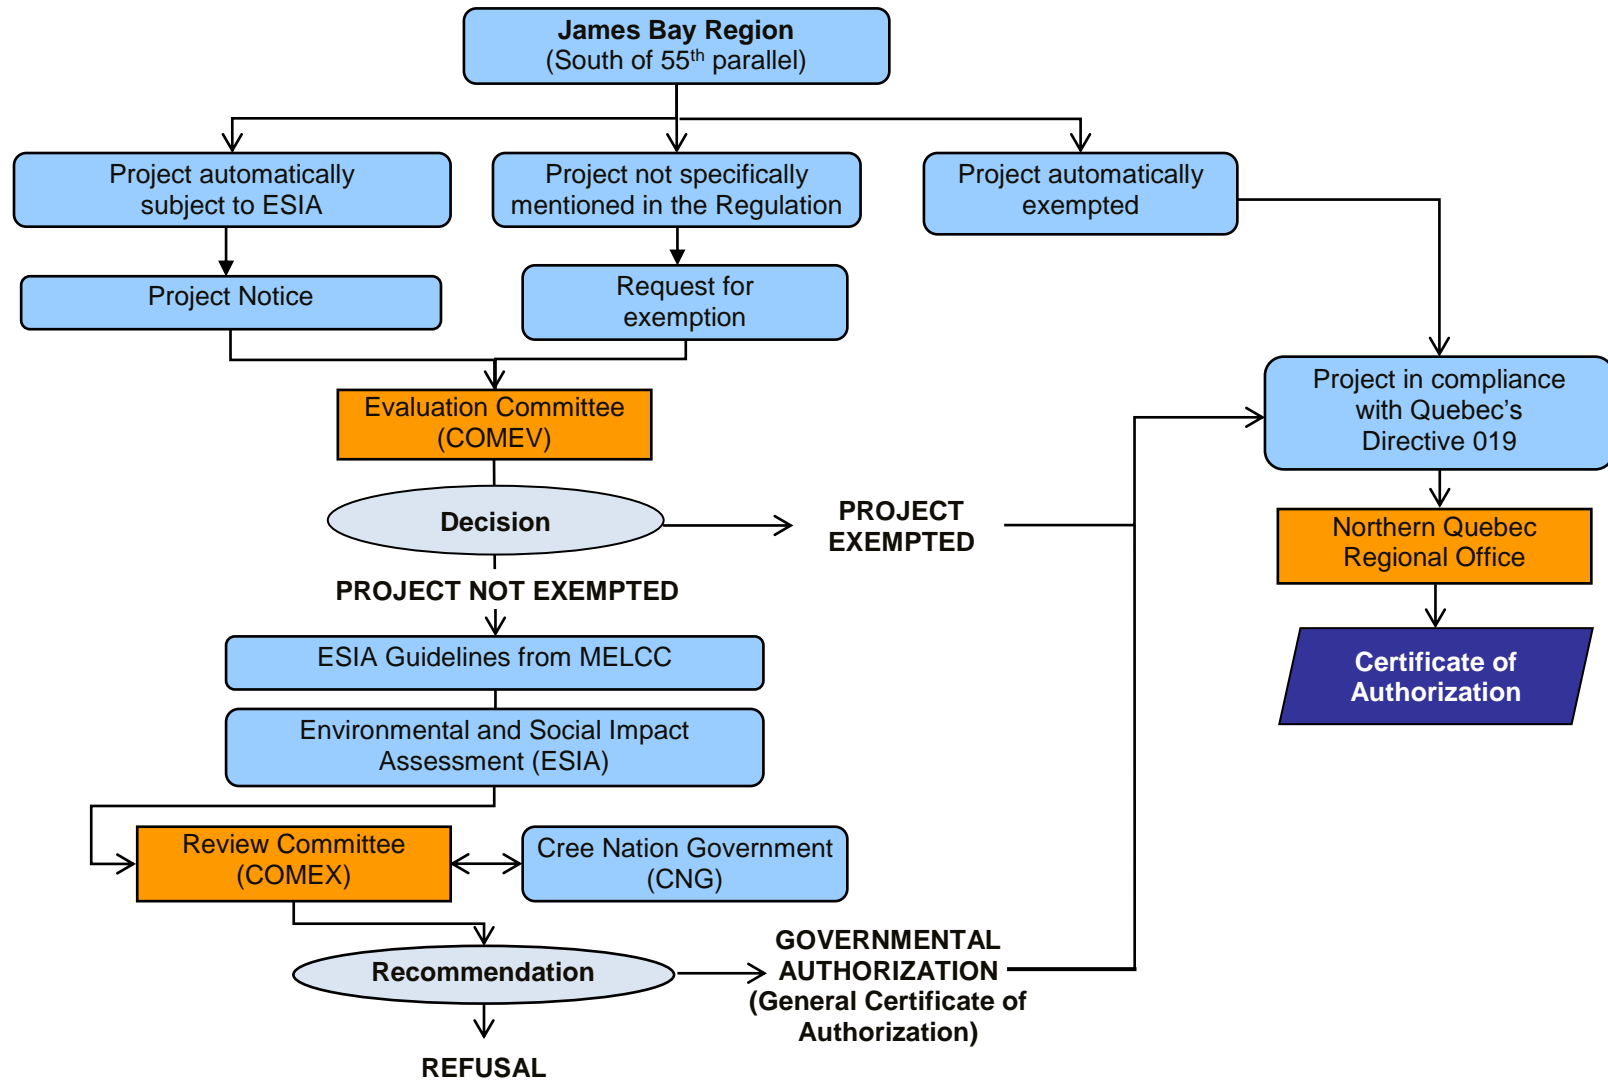 James Bay Region
(South of 55th parallel)
Project automatically
subject to ESIA
Project not specifically
mentioned in the Regulation
Project automatically
exempted
Project Notice
Request for
exemption
Evaluation Committee
(COMEV)
Project in compliance
with Quebec’s
Directive 019
Decision
PROJECT
EXEMPTED
Northern Quebec
Regional Office
PROJECT NOT EXEMPTED
ESIA Guidelines from MELCC
Certificate of
Authorization
Environmental and Social Impact
Assessment (ESIA)
Review Committee
(COMEX)
Cree Nation Government
(CNG)
Recommendation
GOVERNMENTAL
AUTHORIZATION
(General Certificate of
Authorization)
REFUSAL